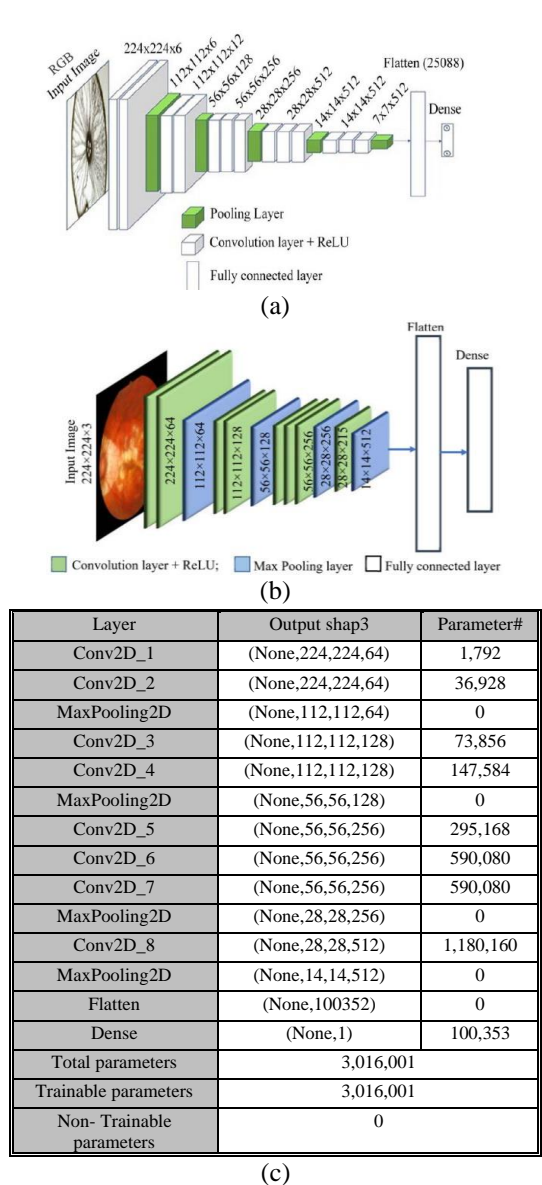 RGB
Input Image
224x224x6
112x112x6
112x112x12
56x56x128
56x56x256
28x28x256
28x28x512
14x14x512
14x14x512
7x7x512
Flatten (25088)
Dense
Pooling Layer
Convolution layer + ReLU
Fully connected layer
(a)
Input Image
224×224×3
224×224×64
112×112×64
112×112×128
56×56×128
56×56×256
28×28×256
28×28×215
14×14×512
Flatten
Dense
Convolution layer + ReLU; Max Pooling layer Fully connected layer
(b)
Layer Output shap3 Parameter#
Conv2D_1 (None,224,224,64) 1,792
Conv2D_2 (None,224,224,64) 36,928
MaxPooling2D (None,112,112,64) 0
Conv2D_3 (None,112,112,128) 73,856
Conv2D_4 (None,112,112,128) 147,584
MaxPooling2D (None,56,56,128) 0
Conv2D_5 (None,56,56,256) 295,168
Conv2D_6 (None,56,56,256) 590,080
Conv2D_7 (None,56,56,256) 590,080
MaxPooling2D (None,28,28,256) 0
Conv2D_8 (None,28,28,512) 1,180,160
MaxPooling2D (None,14,14,512) 0
Flatten (None,100352) 0
Dense (None,1) 100,353
Total parameters 3,016,001
Trainable parameters 3,016,001
Non- Trainable
parameters 0
(c)